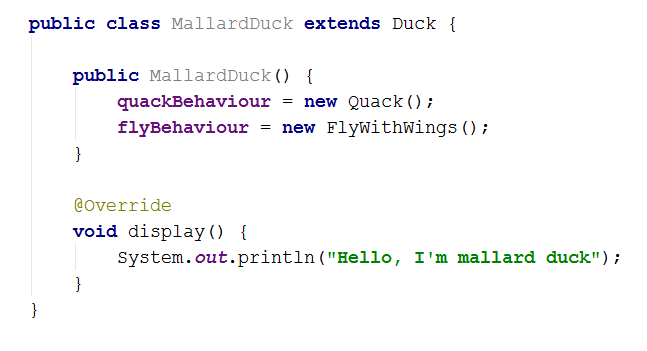 public class MallardDuck extends Duck {
public MallardDuck() {
quackBehaviour = new Quack();
flyBehaviour = new FlyWithWings();
}
@Override
void display() {
System.out.println("Hello, I'm mallard duck");
}
}